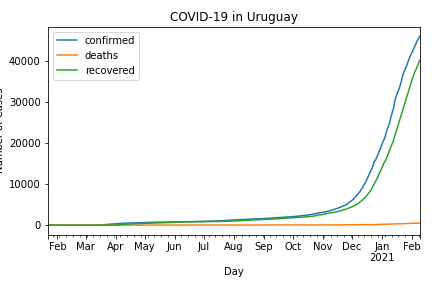 COVID-19 in Uruguay
confirmed
deaths
recovered
40000
30000
20000
10000
0
Feb Mar Apr May Jun Jul Aug Sep Oct Nov Dec Jan Feb
2021
Day